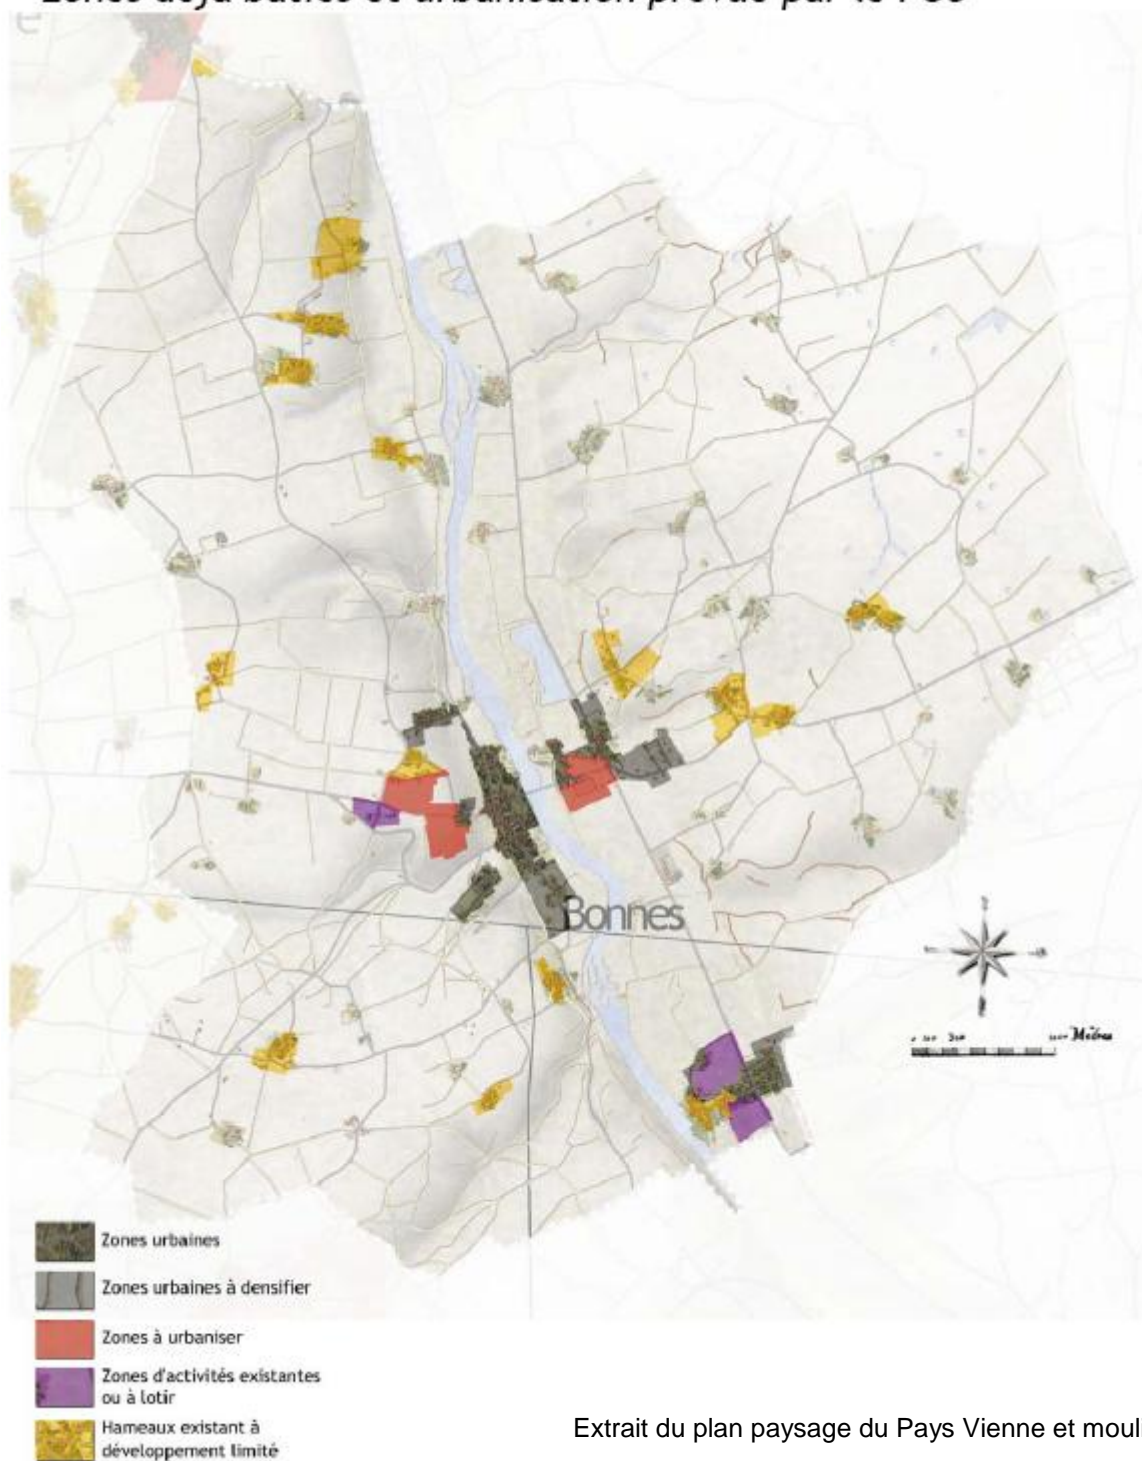 Bonnes
Mètres
Zones urbaines
Zones urbaines à densifier
Zones à urbaniser
Zones d'activités existantes
ou à lotir
Hameaux existant à
développement limité
Extrait du plan paysage du Pays Vienne et mouli